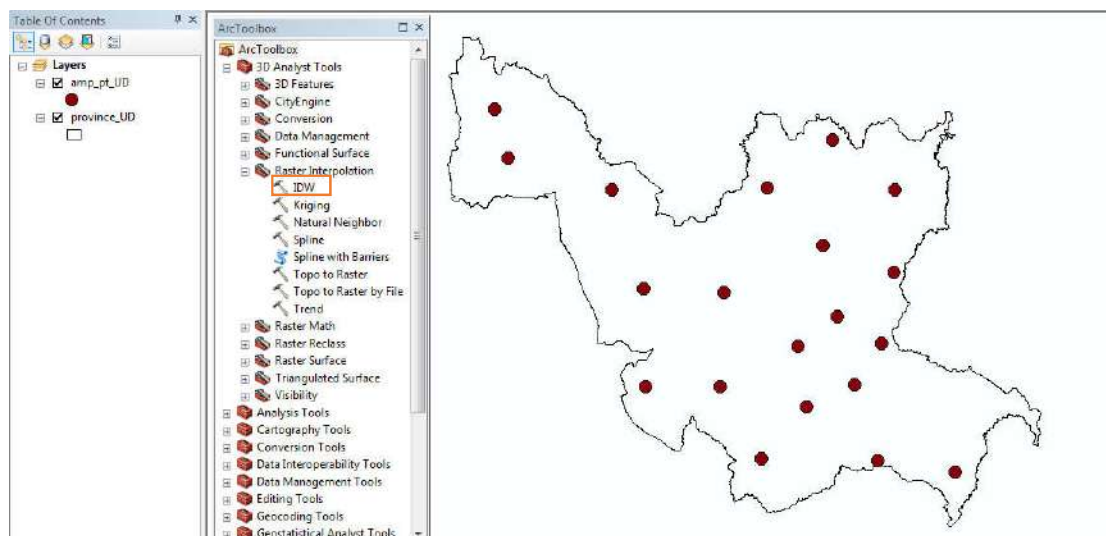 Table Of Contents
Layers
amp_pt_UD
province_UD
ArcToolbox
ArcToolbox
3D Analyst Tools
3D Features
CityEngine
Conversion
Data Management
Functional Surface
Raster Interpolation
IDW
Kriging
Natural Neighbor
Spline
Spline with Barriers
Topo to Raster
Topo to Raster by File
Trend
Raster Math
Raster Reclass
Raster Surface
Triangulated Surface
Visibility
Analysis Tools
Cartography Tools
Conversion Tools
Data Interoperability Tools
Data Management Tools
Editing Tools
Geocoding Tools
Geostatistical Analyst Tools